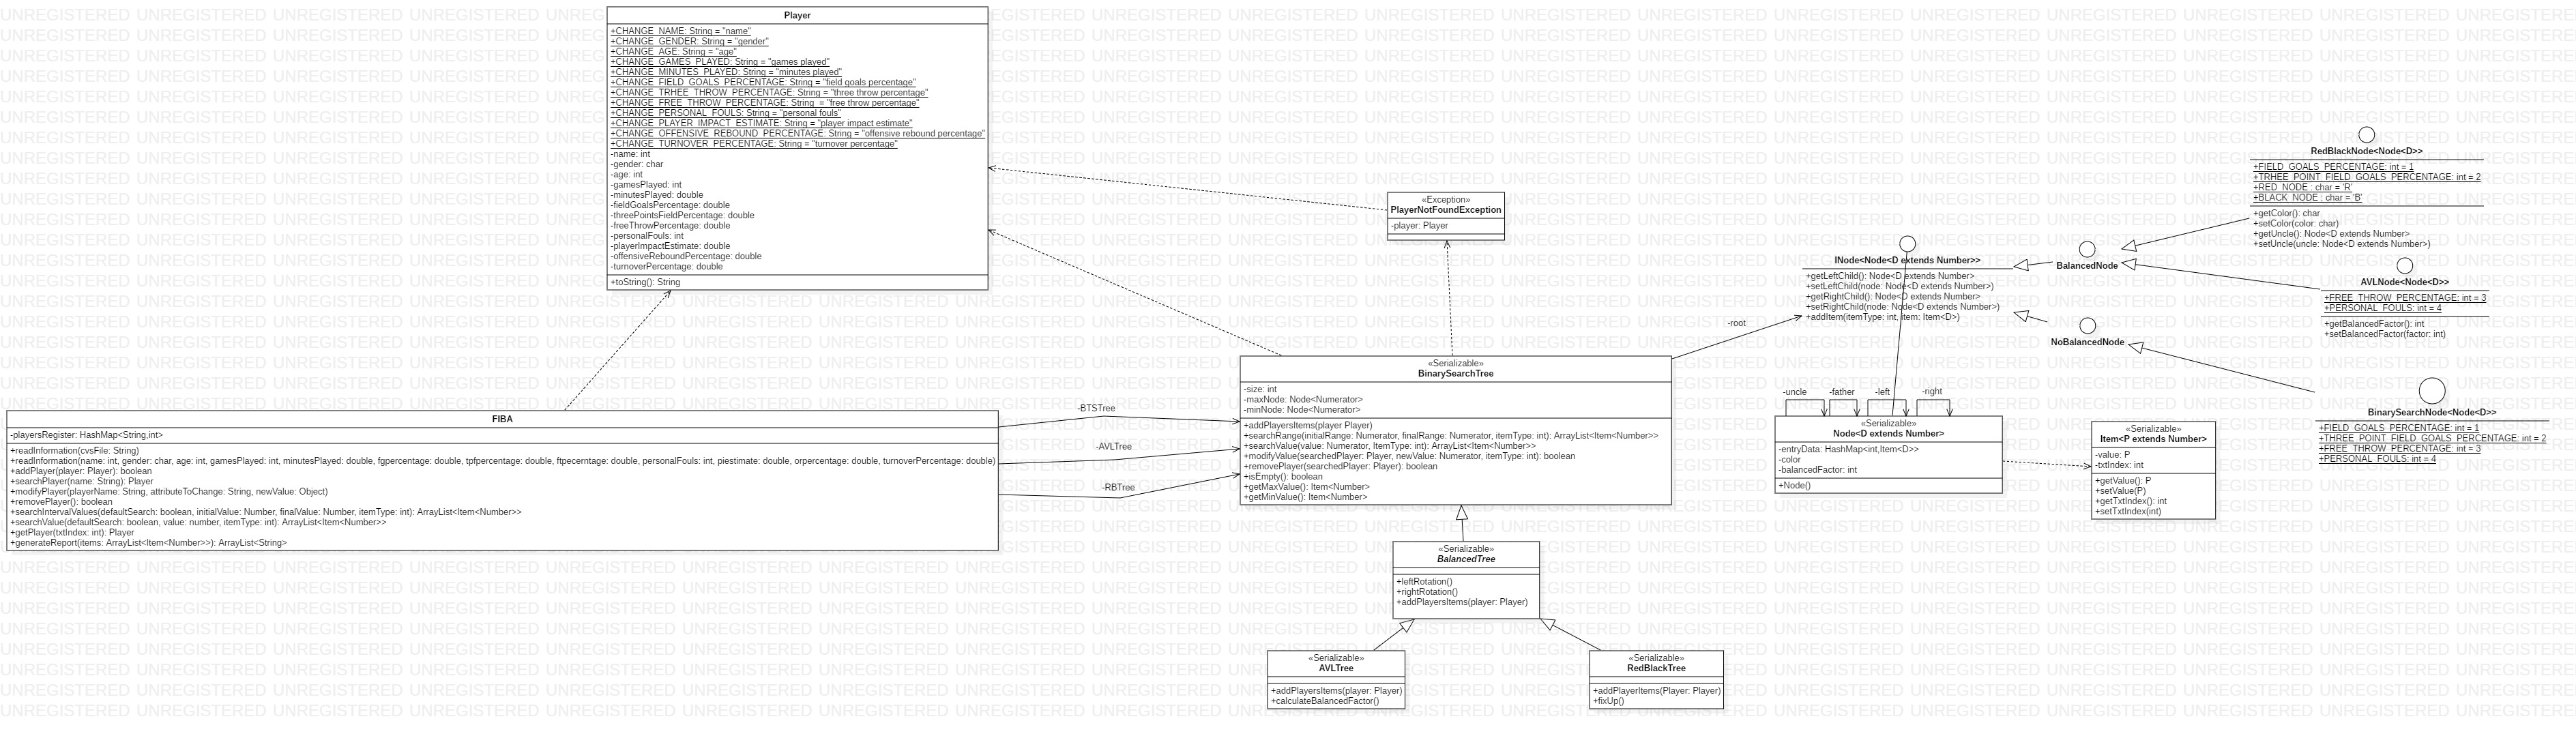 Player
+CHANGE_NAME: String = "name"
+CHANGE_GENDER: String = "gender"
+CHANGE_AGE: String = "age"
+CHANGE_GAMES_PLAYED: String = "games played"
+CHANGE_MINUTES_PLAYED: String = "minutes played"
+CHANGE_FIELD_GOALS_PERCENTAGE: String = "field goals percentage"
+CHANGE_TRHEE_THROW_PERCENTAGE: String = "three throw percentage"
+CHANGE_FREE_THROW_PERCENTAGE: String = "free throw percentage"
+CHANGE_PERSONAL_FOULS: String = "personal fouls"
+CHANGE_PLAYER_IMPACT_ESTIMATE: String = "player impact estimate"
+CHANGE_OFFENSIVE_REBOUND_PERCENTAGE: String = "offensive rebound percentage"
+CHANGE_TURNOVER_PERCENTAGE: String = "turnover percentage"
-name: int
-gender: char
-age: int
-gamesPlayed: int
-minutesPlayed: double
-fieldGoalsPercentage: double
-threePointsFieldPercentage: double
-freeThrowPercentage: double
-personalFouls: int
-playerImpactEstimate: double
-offensiveReboundPercentage: double
-turnoverPercentage: double
+toString(): String
«Exception»
PlayerNotFoundException
-player: Player
RedBlackNode<Node<D>>
+FIELD_GOALS_PERCENTAGE: int = 1
+TRHEE_POINT_FIELD_GOALS_PERCENTAGE: int = 2
+RED_NODE : char = 'R'
+BLACK_NODE : char = 'B'
+getColor(): char
+setColor(color: char)
+getUncle(): Node<D extends Number>
+setUncle(uncle: Node<D extends Number>)
INode<Node<D extends Number>>
+getLeftChild(): Node<D extends Number>
+setLeftChild(node: Node<D extends Number>)
+getRightChild(): Node<D extends Number>
+setRightChild(node: Node<D extends Number>)
+addItem(itemType: int, item: Item<D>)
BalancedNode
AVLNode<Node<D>>
+FREE_THROW_PERCENTAGE: int = 3
+PERSONAL_FOULS: int = 4
+getBalancedFactor(): int
+setBalancedFactor(factor: int)
NoBalancedNode
BinarySearchNode<Node<D>>
+FIELD_GOALS_PERCENTAGE: int = 1
+THREE_POINT_FIELD_GOALS_PERCENTAGE: int = 2
+FREE_THROW_PERCENTAGE: int = 3
+PERSONAL_FOULS: int = 4
-root
«Serializable»
BinarySearchTree
-size: int
-maxNode: Node<Numerator>
-minNode: Node<Numerator>
+addPlayersItems(player Player)
+searchRange(initialRange: Numerator, finalRange: Numerator, itemType: int): ArrayList<Item<Number>>
+searchValue(value: Numerator, itemType: int): ArrayList<Item<Number>>
+modifyValue(searchedPlayer: Player, newValue: Numerator, itemType: int): boolean
+removePlayer(searchedPlayer: Player): boolean
+isEmpty(): boolean
+getMaxValue(): Item<Number>
+getMinValue(): Item<Number>
-uncle -father -left -right
«Serializable»
Node<D extends Number>
-entryData: HashMap<int,Item<D>>
-color
-balancedFactor: int
+Node()
«Serializable»
Item<P extends Number>
-value: P
-txtIndex: int
+getValue(): P
+setValue(P)
+getTxtIndex(): int
+setTxtIndex(int)
FIBA
-playersRegister: HashMap<String,int>
+readInformation(cvsFile: String)
+readInformation(name: int, gender: char, age: int, gamesPlayed: int, minutesPlayed: double, fgpercentage: double, tpfpercentage: double, ftpecerntage: double, personalFouls: int, piestimate: double, orpercentage: double, turnoverPercentage: double)
+addPlayer(player: Player): boolean
+searchPlayer(name: String): Player
+modifyPlayer(playerName: String, attributeToChange: String, newValue: Object)
+removePlayer(): boolean
+searchIntervalValues(defaultSearch: boolean, initialValue: Number, finalValue: Number, itemType: int): ArrayList<Item<Number>>
+searchValue(defaultSearch: boolean, value: number, itemType: int): ArrayList<Item<Number>>
+getPlayer(txtIndex: int): Player
+generateReport(items: ArrayList<Item<Number>>): ArrayList<String>
-BTSTree
-AVLTree
-RBTree
«Serializable»
BalancedTree
+leftRotation()
+rightRotation()
+addPlayersItems(player: Player)
«Serializable»
AVLTree
+addPlayersItems(player: Player)
+calculateBalancedFactor()
«Serializable»
RedBlackTree
+addPlayerItems(Player: Player)
+fixUp()